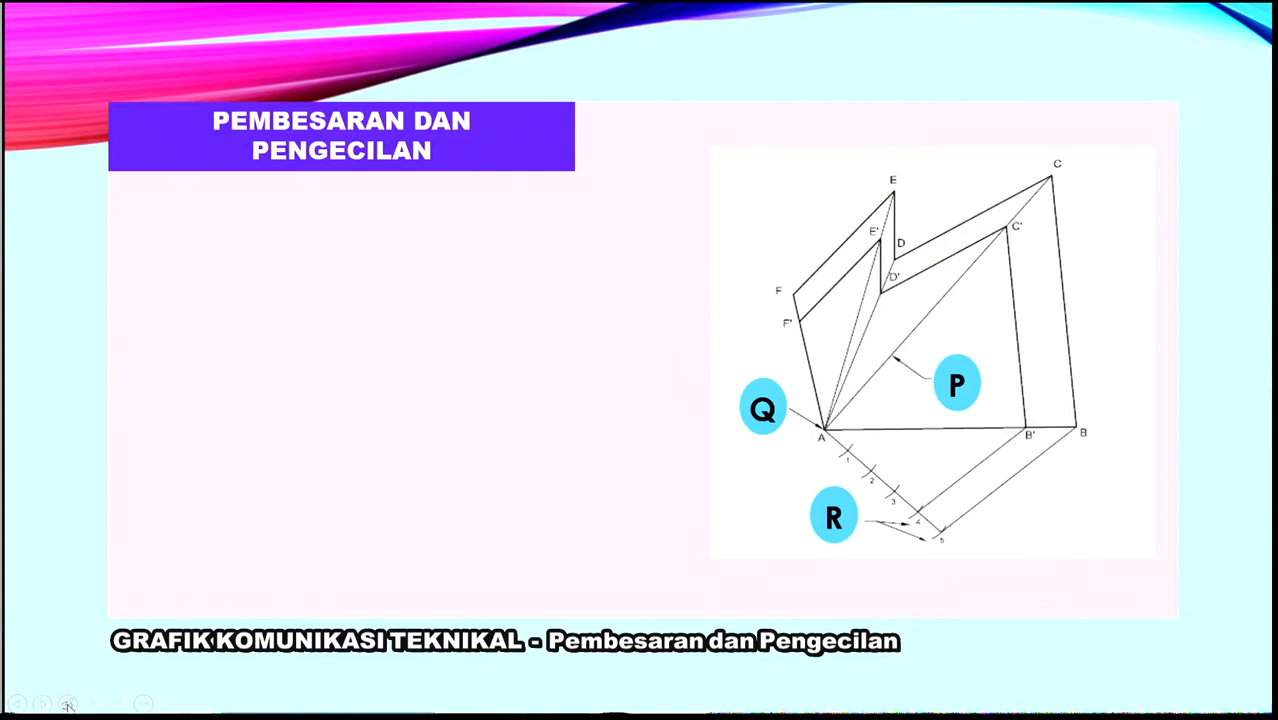 PEMBESARAN DAN
PENGECILAN
C
E
E'
C'
D
D'
F
F'
P
Q
A
B'
B
1
2
3
R
4
5
GRAFIK KOMUNIKASI TEKNIKAL - Pembesaran dan Pengecilan